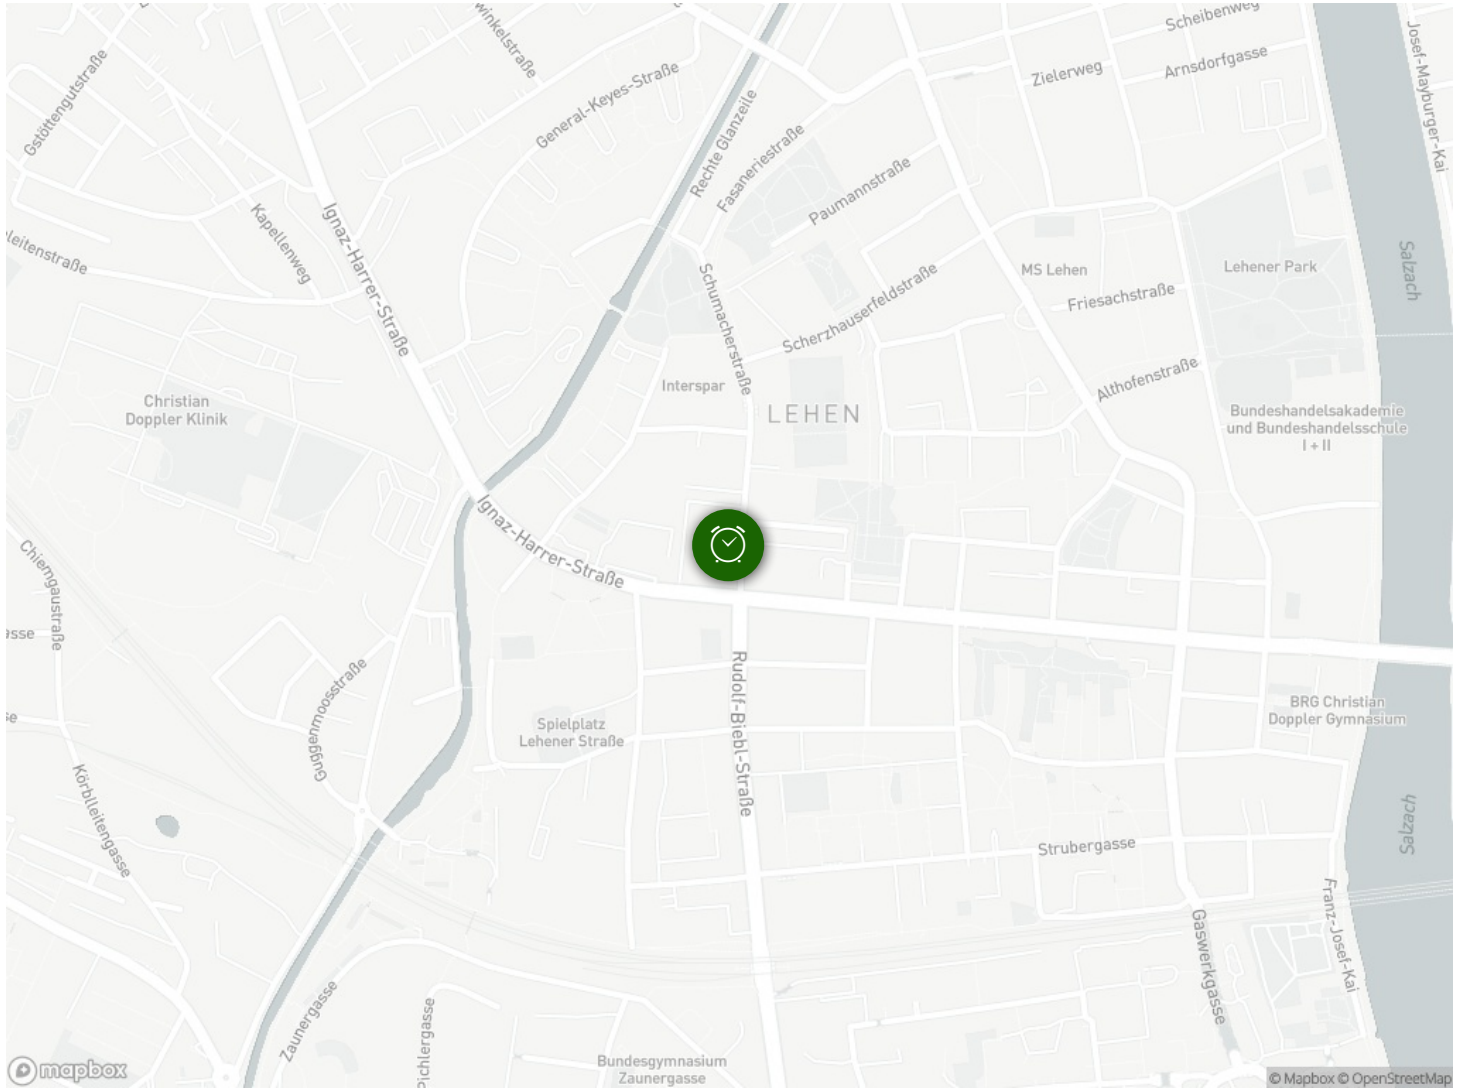 Scheibenweg
Josef-Mayburger-Kai
winkelstraße
Arnsdorfgasse
Zielerweg
Gstöttengutstraße
General-Keyes-Straße
Rechte Glanzeile
Fasaneriestraße
Paumannstraße
Kapellenweg
Ignaz-Harrer-Straße
leitenstraße
Schumacherstraße
Scherzhauserfeldstraße
MS Lehen
Lehener Park
Salzach
Friesachstraße
Althofenstraße
Interspar
LEHEN
Christian
Doppler Klinik
Bundeshandelsakademie
und Bundeshandelsschule
I + II
Ignaz-Harrer-Straße
Chiemgaustraße
asse
Guggenmoosstraße
Rudolf-Biebl-Straße
Spielplatz
Lehener Straße
BRG Christian
Doppler Gymnasium
Körblleitengasse
Salzach
Strubergasse
Franz-Josef-Kai
Gaswerkgasse
Zaunergasse
pichlergasse
Bundesgymnasium
Zaunergasse
mapbox
© Mapbox © OpenStreetMap